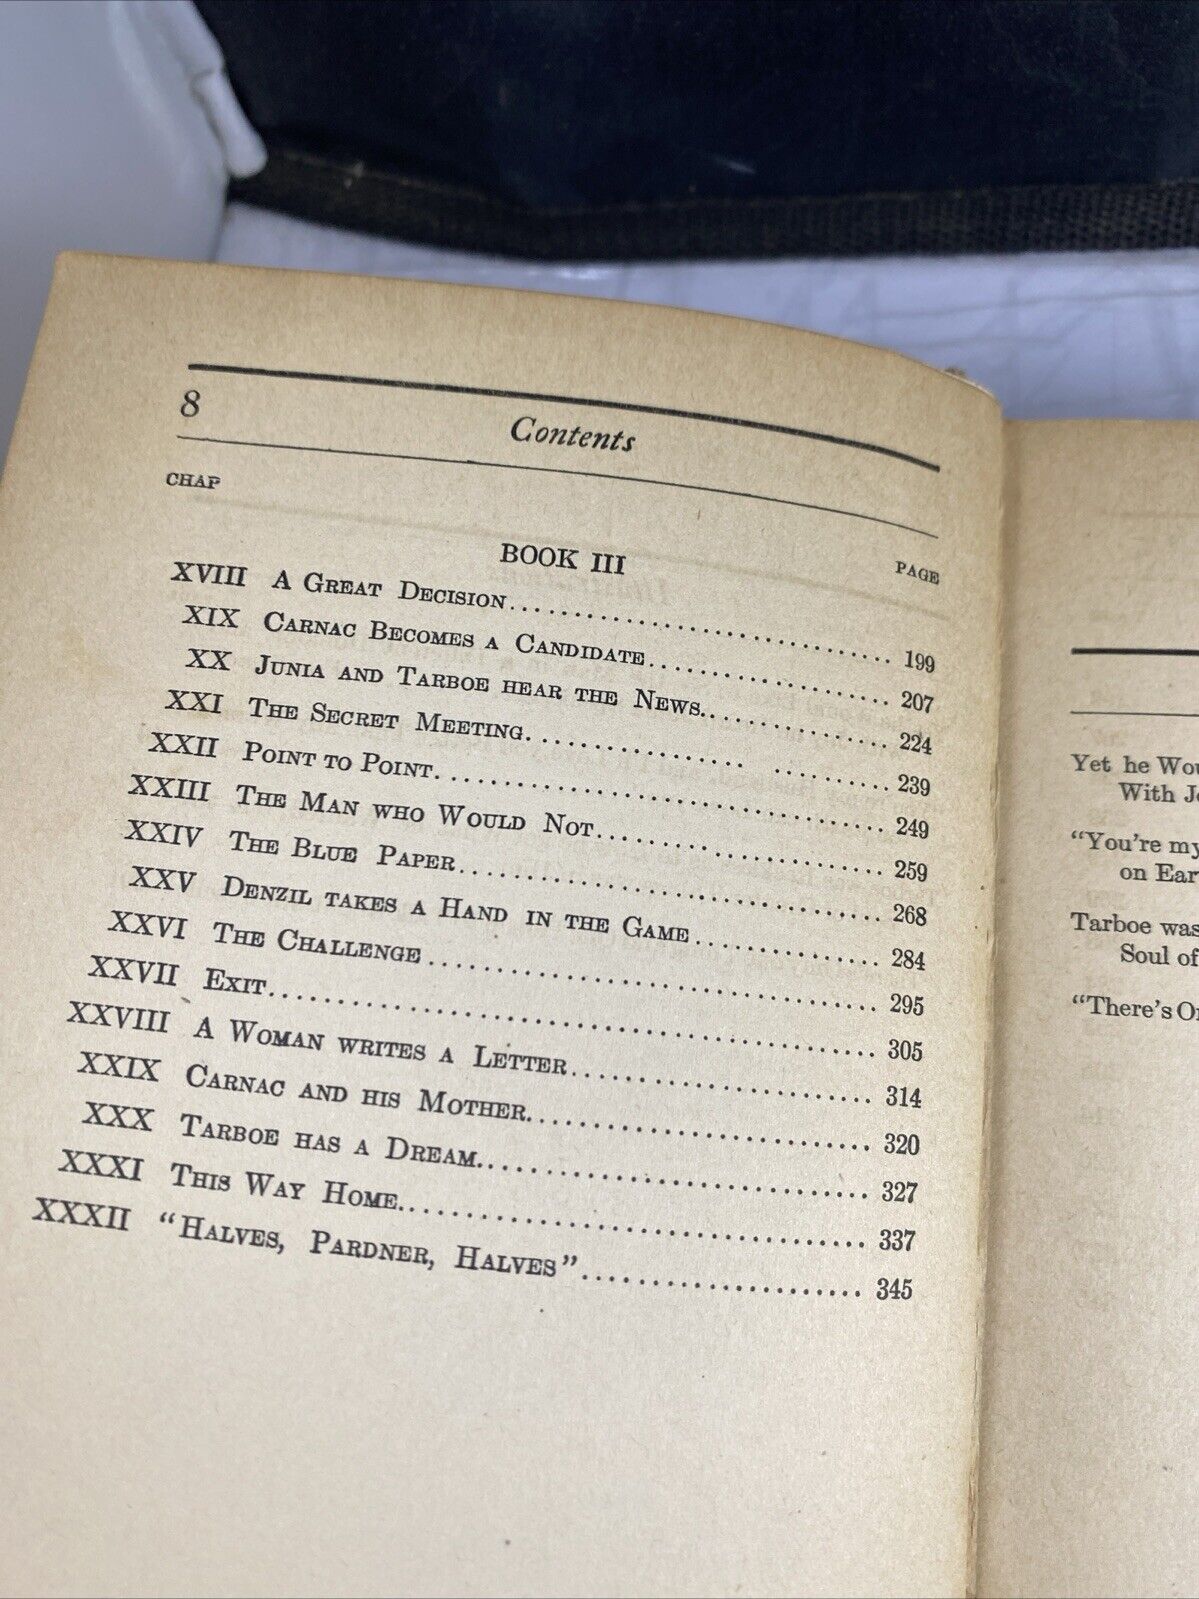 8
Contents
CHAP
PAGE
BOOK III
XVIII A Great Decision................................ 199
XIX Carnac Becomes a Candidate.................... 207
XX Junia and Tarboe hear the News............... 224
XXI The Secret Meeting............................ 239
XXII Point to Point................................ 249
XXIII The Man who Would Not........................ 259
XXIV The Blue Paper................................ 268
XXV Denzil takes a Hand in the Game............. 284
XXVI The Challenge................................ 295
XXVII Exit.......................................... 305
XXVIII A Woman writes a Letter...................... 314
XXIX Carnac and his Mother........................ 320
XXX Tarboe has a Dream........................... 327
XXXI This Way Home................................ 337
XXXII "Halves, Pardner, Halves".................... 345
Yet he
With
"You're my
on
Tarboe was
Soul of
"There's